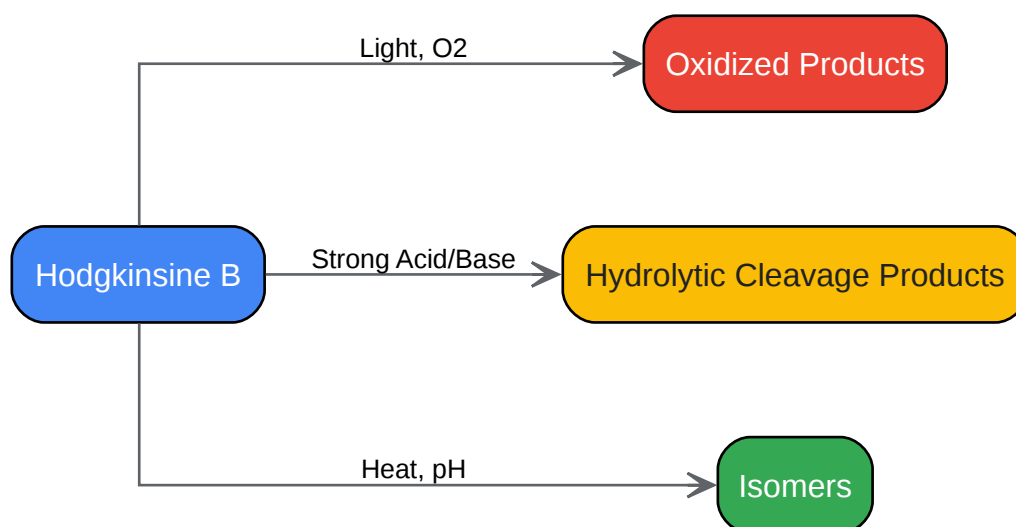 Light, O2
Oxidized Products
Hodgkinsine B
Strong Acid/Base
Hydrolytic Cleavage Products
Heat, pH
Isomers